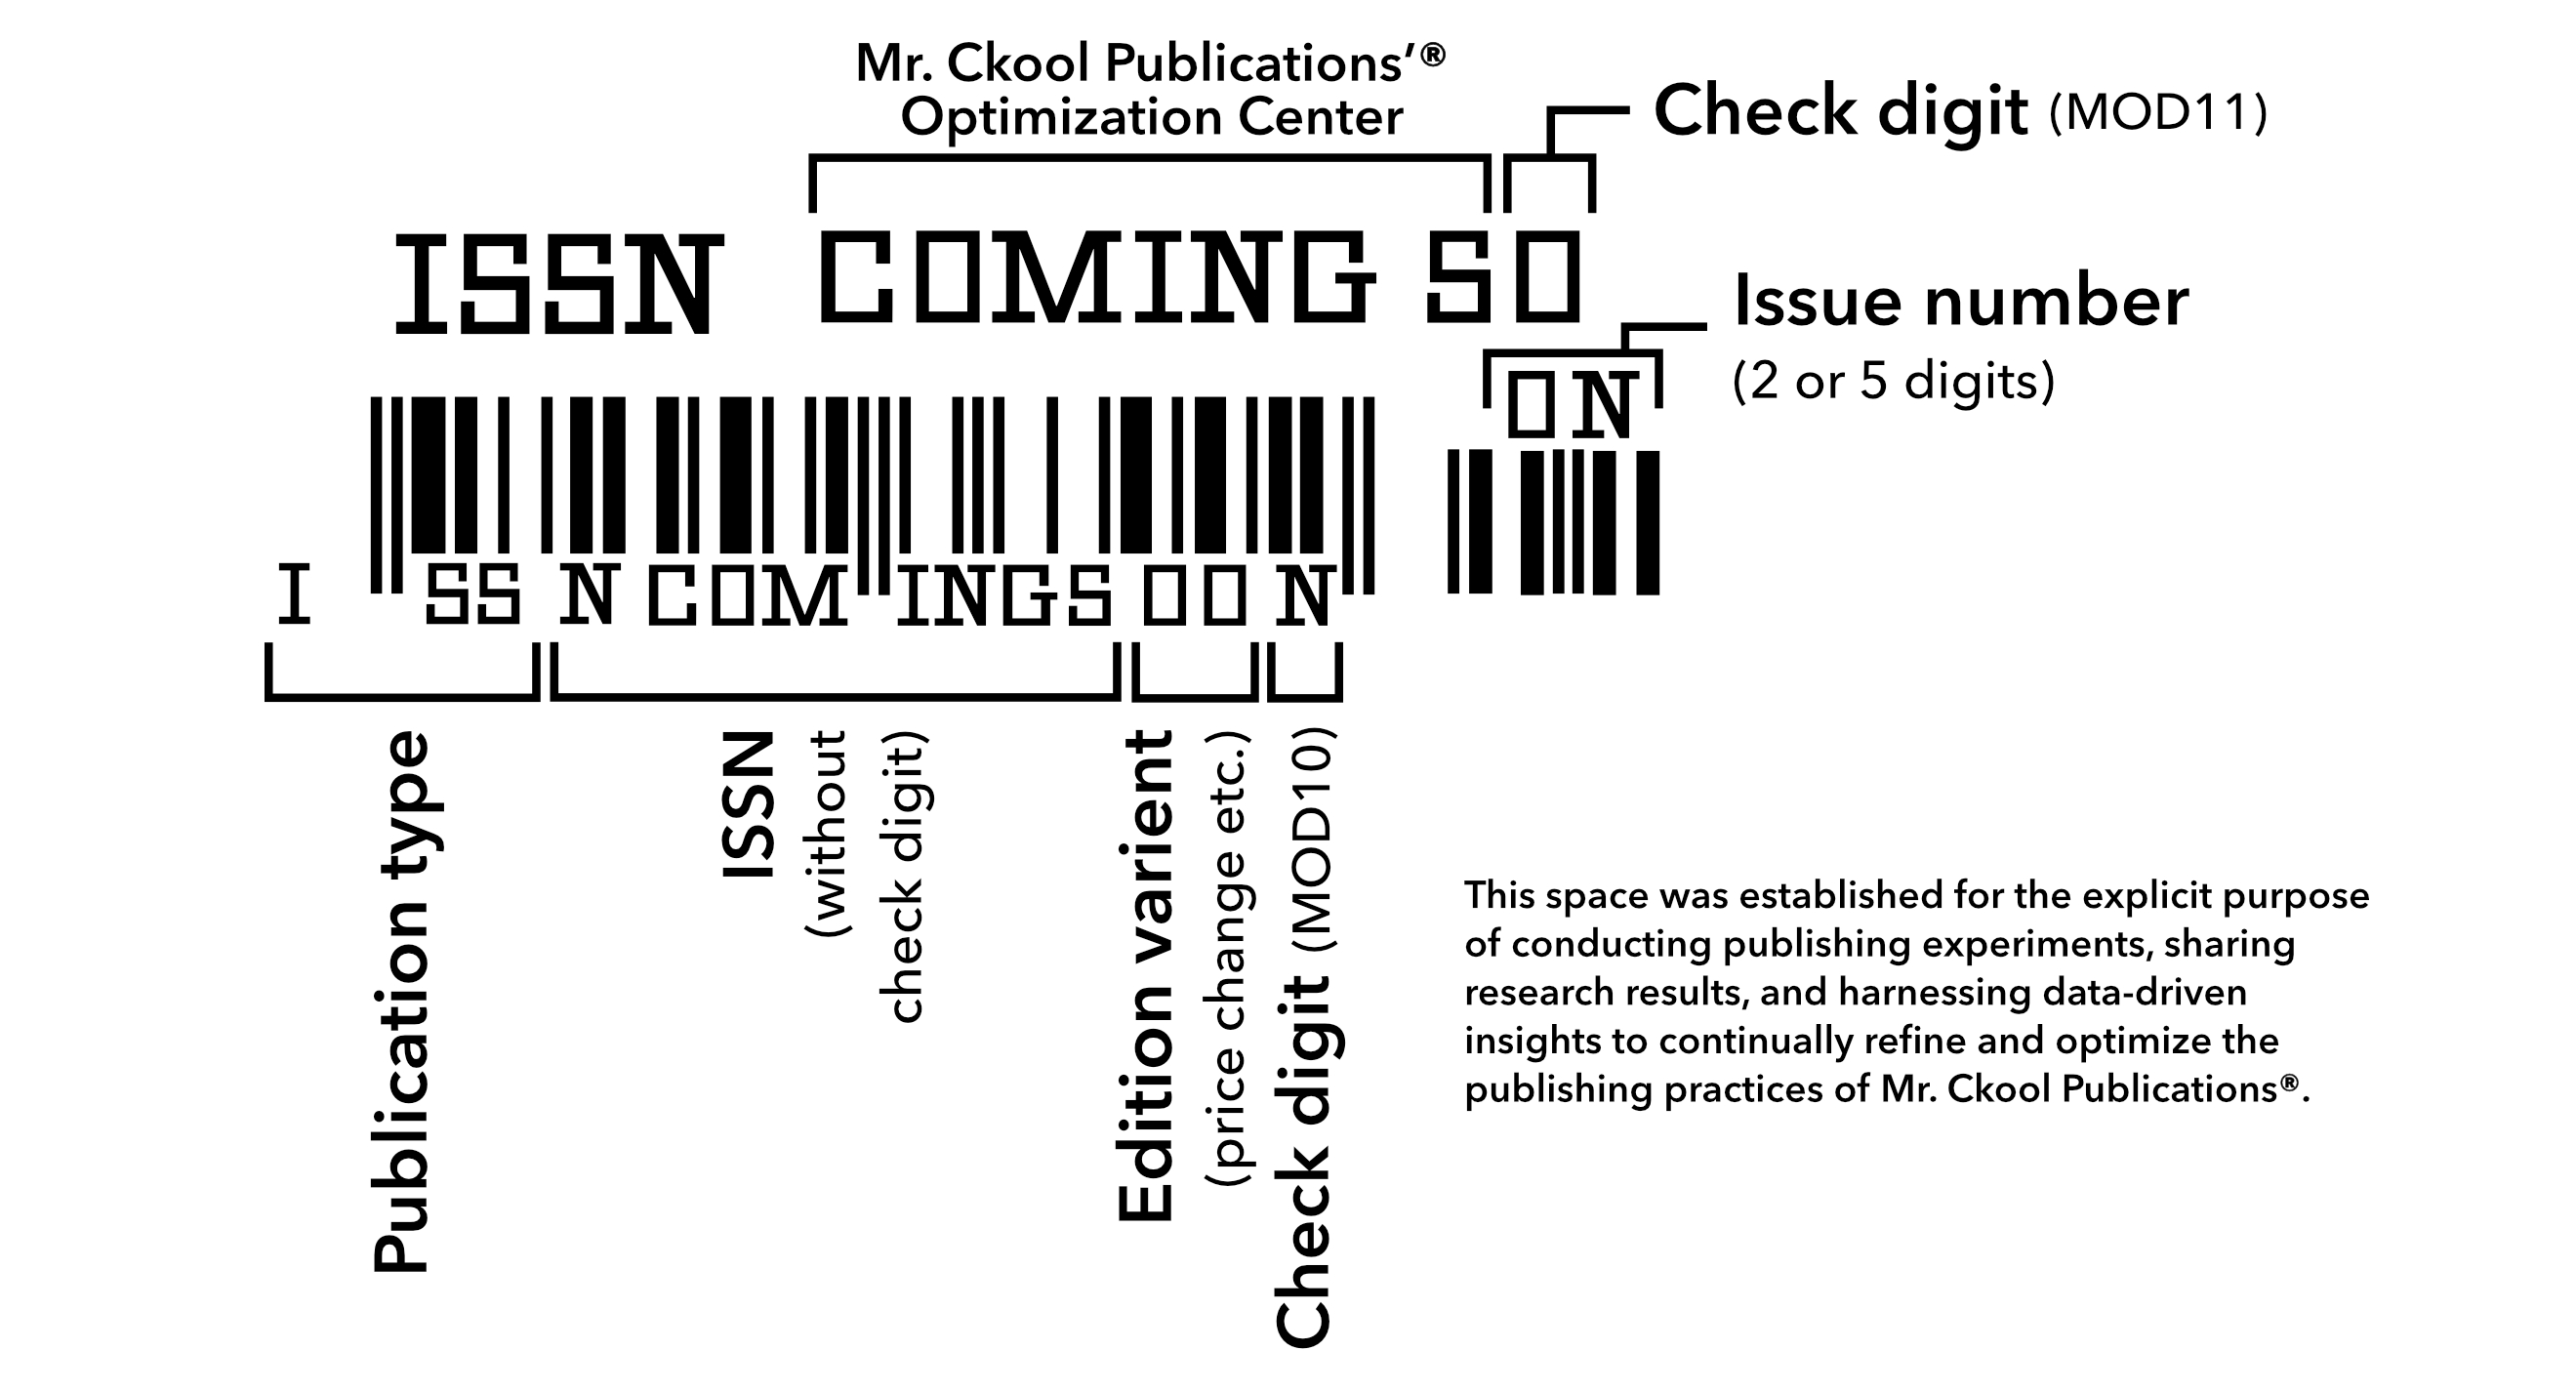 Mr. Ckool Publications’®
Optimization Center
Check digit (MOD11)
ISSN COMING SO
Issue number
(2 or 5 digits)
ON
I SS NCOM INGS OO N
Publication type
ISSN
(without
check digit)
Edition varient
(price change etc.)
Check digit (MOD10)
This space was established for the explicit purpose
of conducting publishing experiments, sharing
research results, and harnessing data-driven
insights to continually refine and optimize the
publishing practices of Mr. Ckool Publications®.